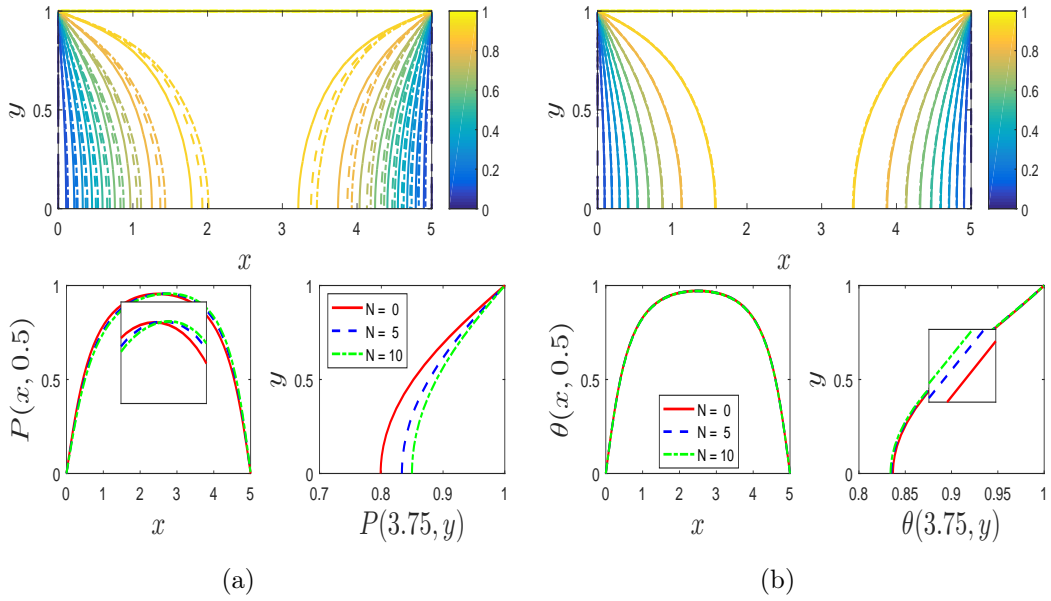 1
0.5
0
y
0 1 2 3 4 5
x
1
0.8
0.6
0.4
0.2
0
1
0.5
0
y
0 1 2 3 4 5
x
1
0.8
0.6
0.4
0.2
0
1
0.5
0
P(x, 0.5)
0 1 2 3 4 5
x
1
0.5
0
y
N = 0
N = 5
N = 10
0.7 0.8 0.9 1
P(3.75, y)
1
0.5
0
θ(x, 0.5)
N = 0
N = 5
N = 10
0 1 2 3 4 5
x
1
0.5
0
y
0.8 0.85 0.9 0.95 1
θ(3.75, y)
(a)
(b)